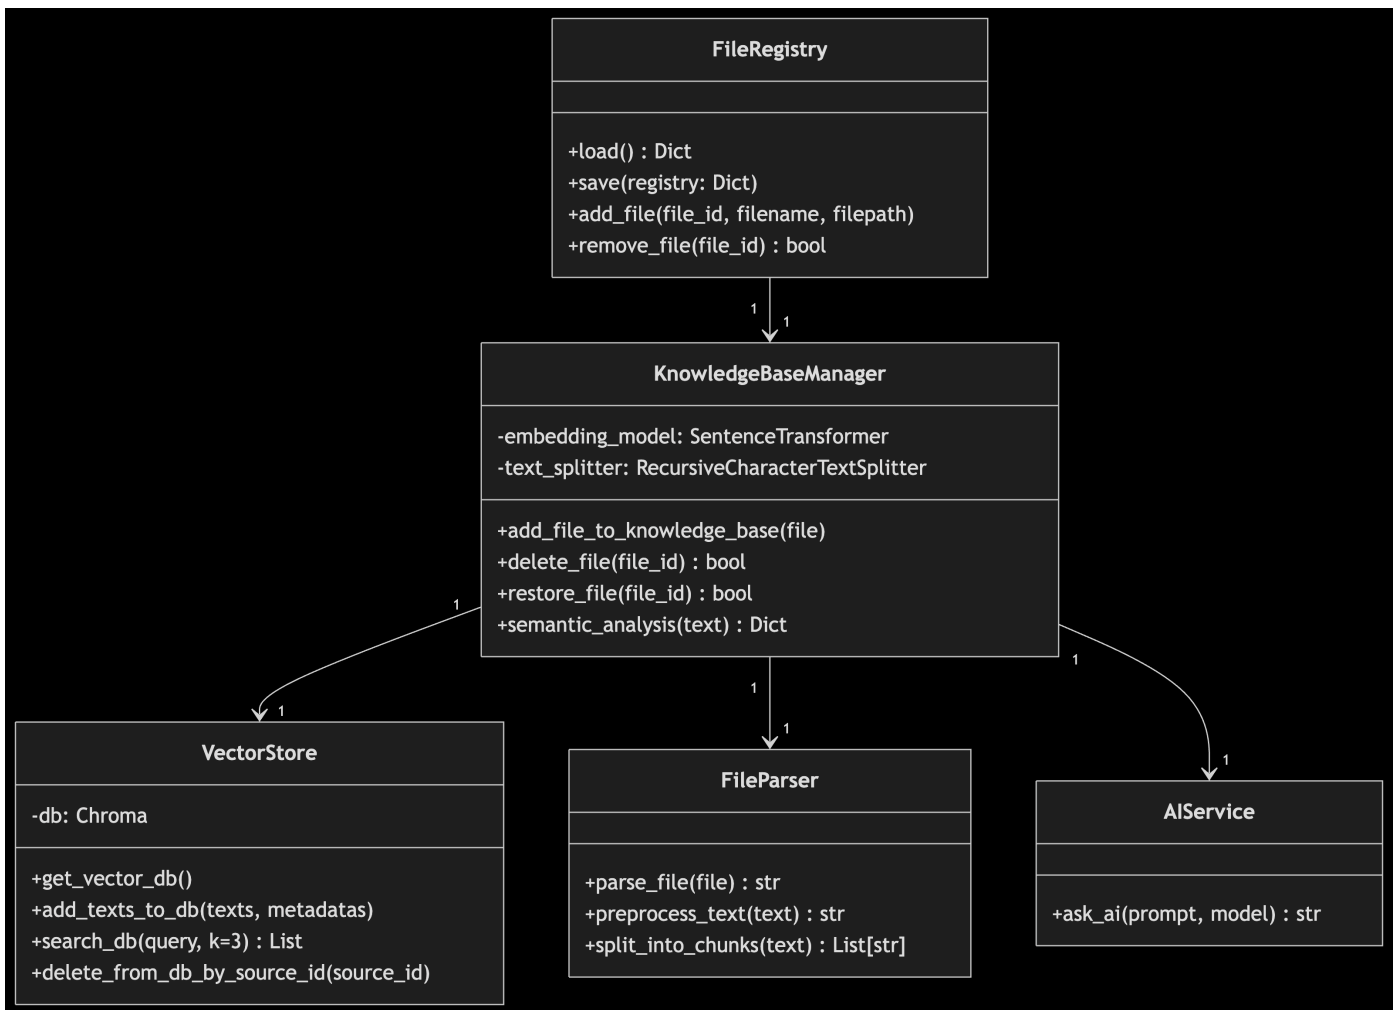 FileRegistry
+load() : Dict
+save(registry: Dict)
+add_file(file_id, filename, filepath)
+remove_file(file_id) : bool
1
1
KnowledgeBaseManager
-embedding_model: SentenceTransformer
-text_splitter: RecursiveCharacterTextSplitter
+add_file_to_knowledge_base(file)
+delete_file(file_id) : bool
+restore_file(file_id) : bool
+semantic_analysis(text) : Dict
1
1
1
1
1
1
VectorStore
-db: Chroma
+get_vector_db()
+add_texts_to_db(texts, metadatas)
+search_db(query, k=3) : List
+delete_from_db_by_source_id(source_id)
FileParser
+parse_file(file) : str
+preprocess_text(text) : str
+split_into_chunks(text) : List[str]
AIService
+ask_ai(prompt, model) : str